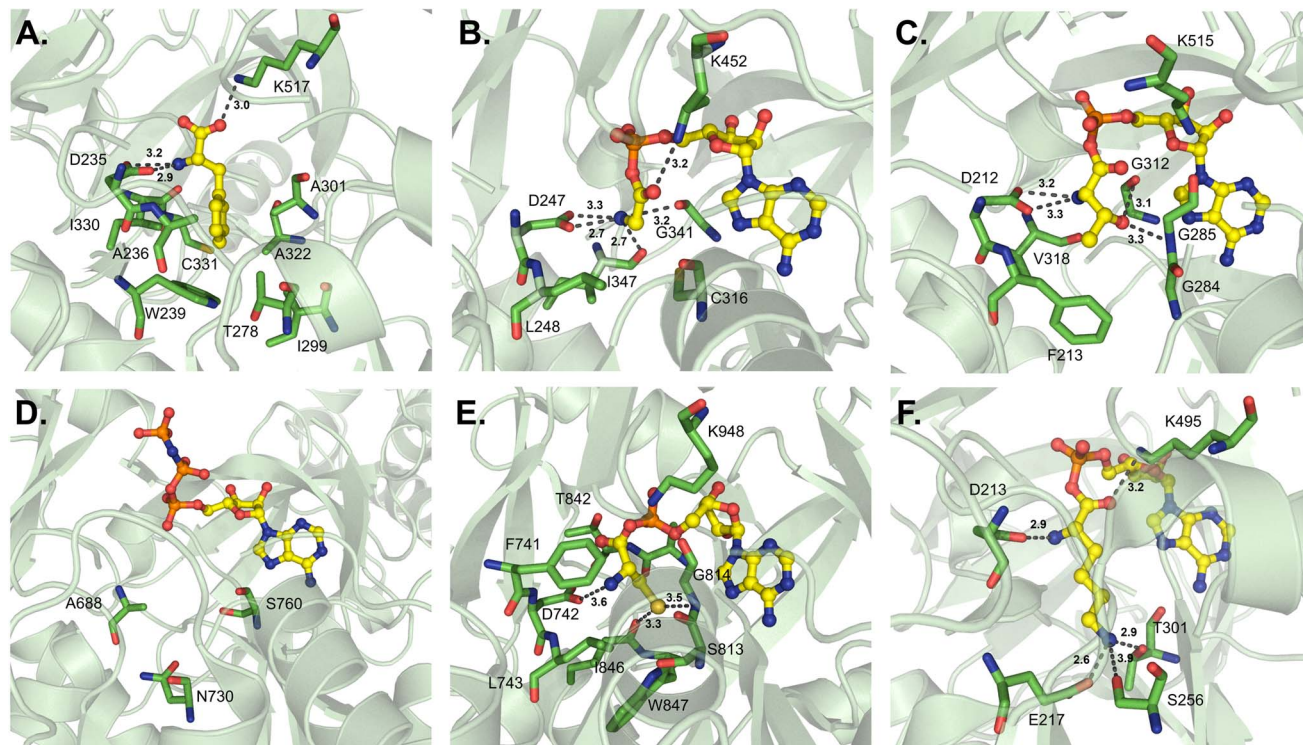 A.
K517
3.0
D235
3.2
2.9
A301
I330
A236
C331
A322
W239
T278
I299
B.
K452
3.2
D247
3.3
3.2
2.7
2.7
G341
I347
C316
L248
C.
K515
D212
3.2
G312
3.1
3.3
G285
V318
3.3
G284
F213
D.
A688
S760
N730
E.
K948
T842
F741
G814
3.6
3.5
D742
3.3
S813
I846
L743
W847
F.
K495
D213
3.2
2.9
2.9
T301
2.6
3.9
S256
E217